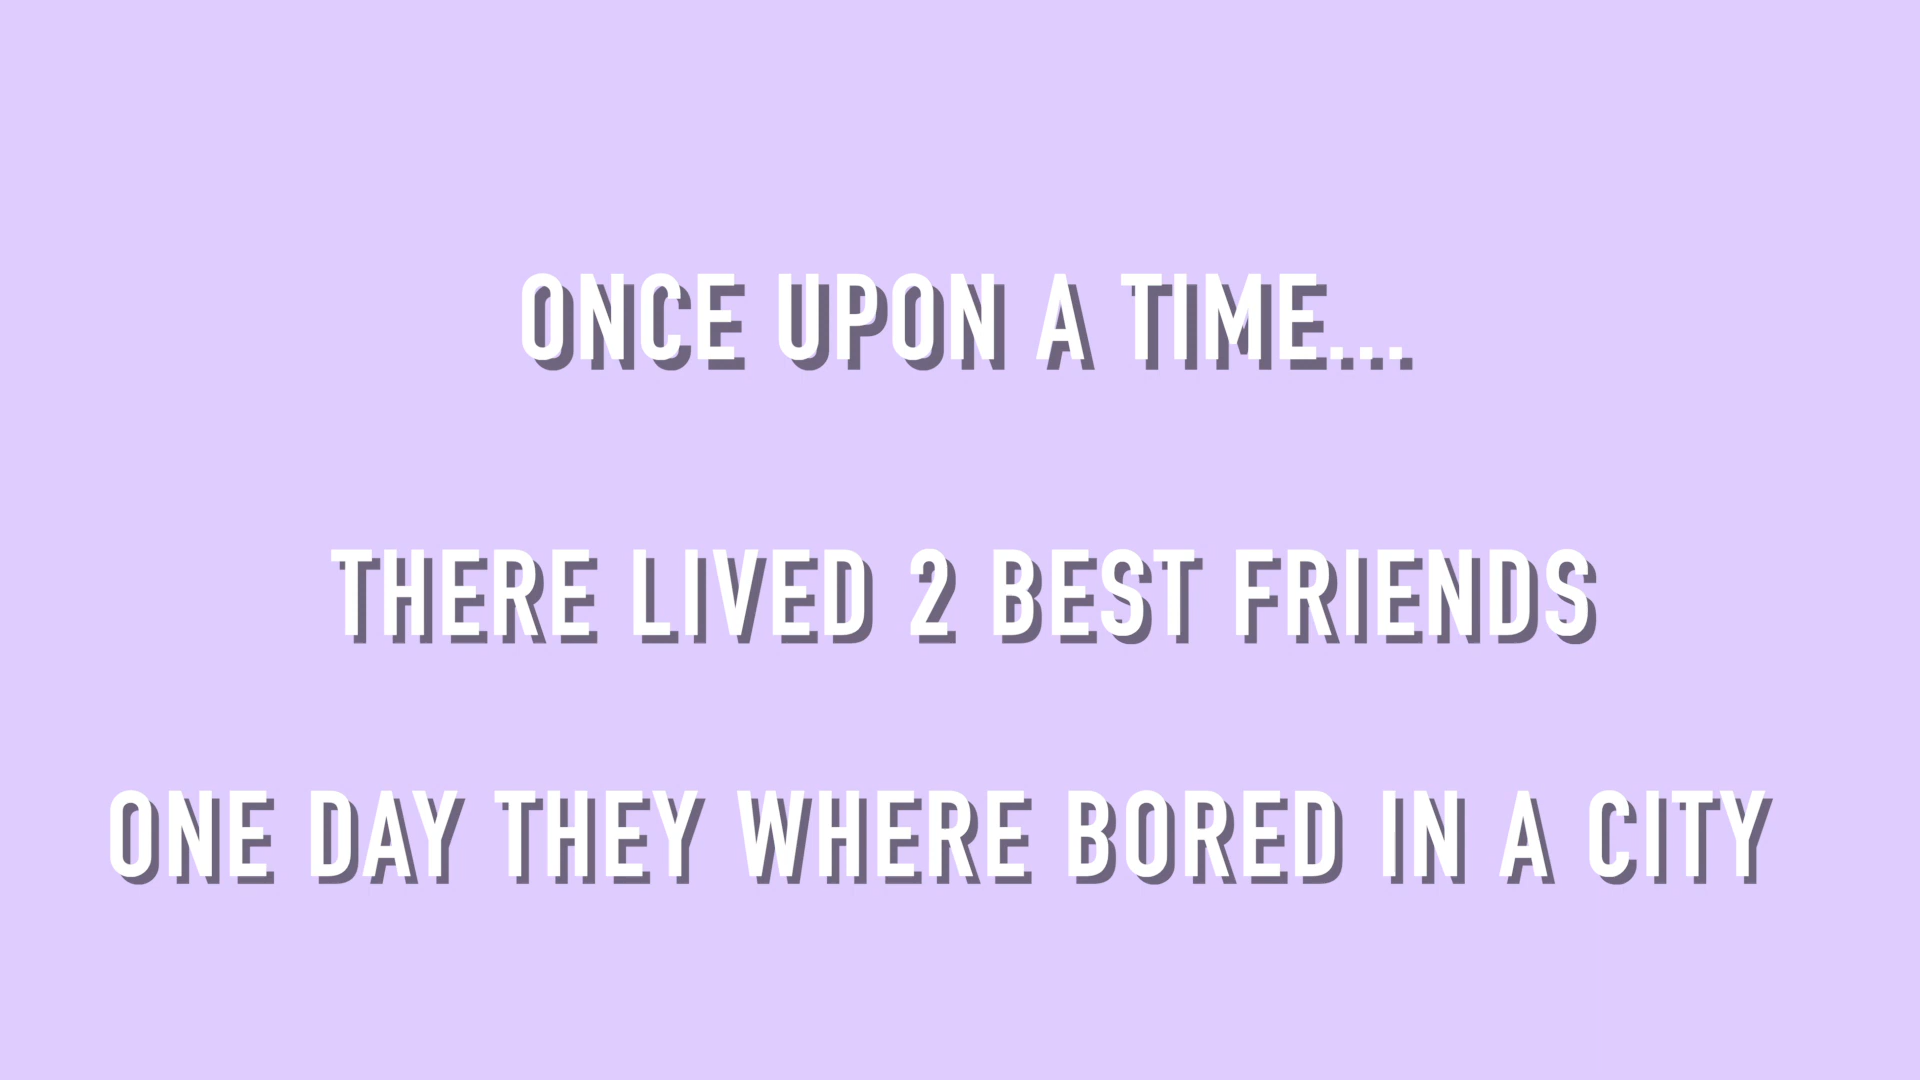 ONCE UPON A TIME...
THERE LIVED 2 BEST FRIENDS
ONE DAY THEY WHERE BORED IN A CITY